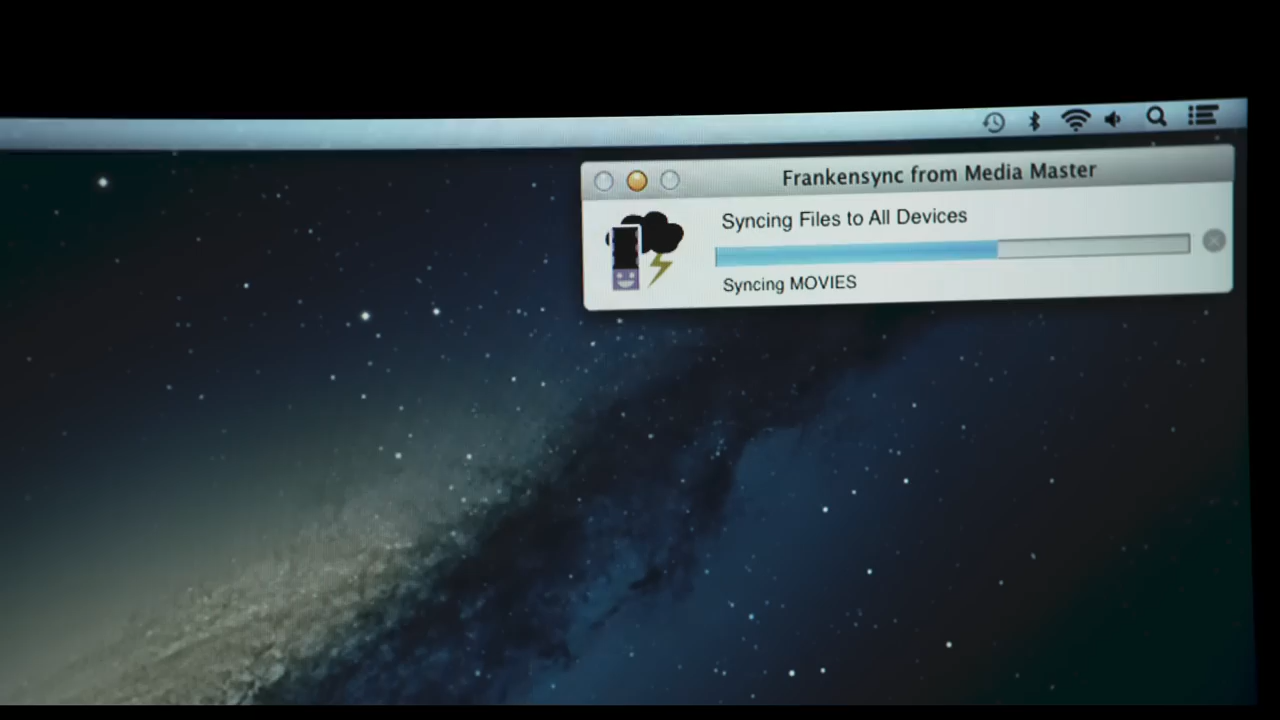 Frankensync from Media Master
Syncing Files to All Devices
Syncing MOVIES